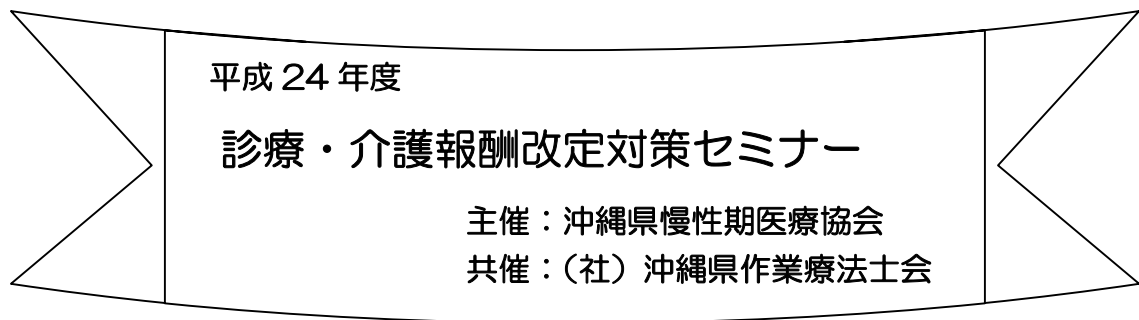 平成 24 年度
診療・介護報酬改定対策セミナー
主催：沖縄県慢性期医療協会
共催：（社）沖縄県作業療法士会